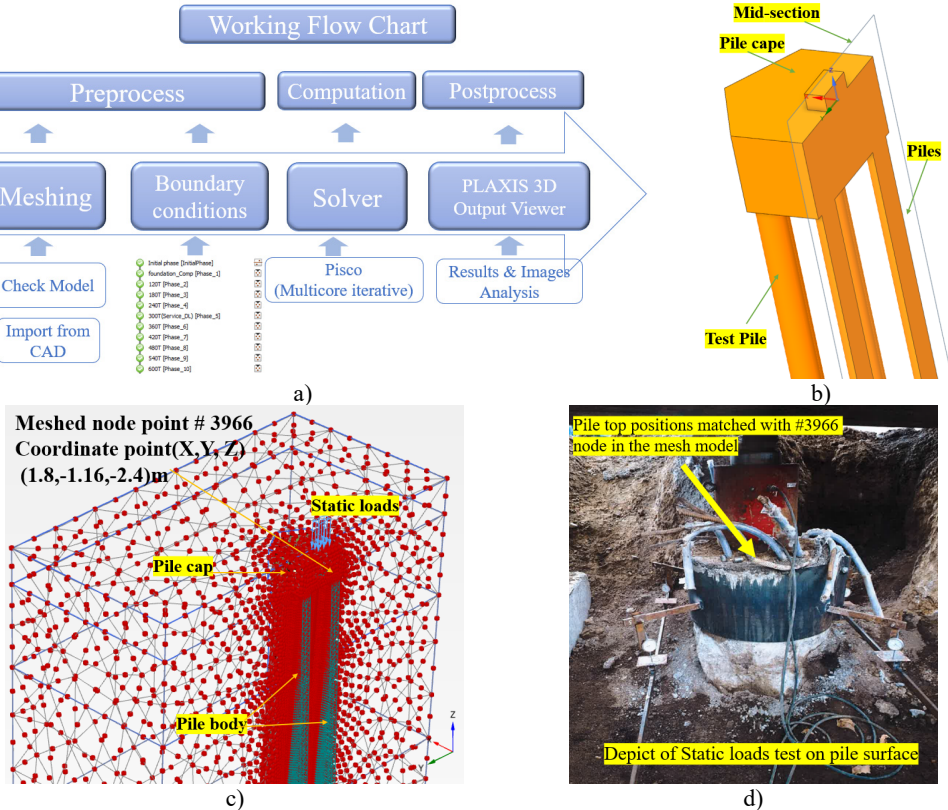 Working Flow Chart
Preprocess
Computation
Postprocess
Meshing
Boundary
conditions
Solver
PLAXIS 3D
Output Viewer
Check Model
Import from
CAD
Initial phase [InitialPhase]
foundation_Comp [Phase_1]
120T [Phase_2]
180T [Phase_3]
240T [Phase_4]
300T(Service_DL) [Phase_5]
360T [Phase_6]
420T [Phase_7]
480T [Phase_8]
540T [Phase_9]
600T [Phase_10]
Pisco
(Multicore iterative)
Results & Images
Analysis
a)
Mid-section
Pile cape
Piles
Test Pile
b)
Meshed node point # 3966
Coordinate point(X,Y, Z)
(1.8,-1.16,-2.4)m
Static loads
Pile cap
Pile body
Z
c)
Pile top positions matched with #3966
node in the mesh model
Depict of Static loads test on pile surface
d)